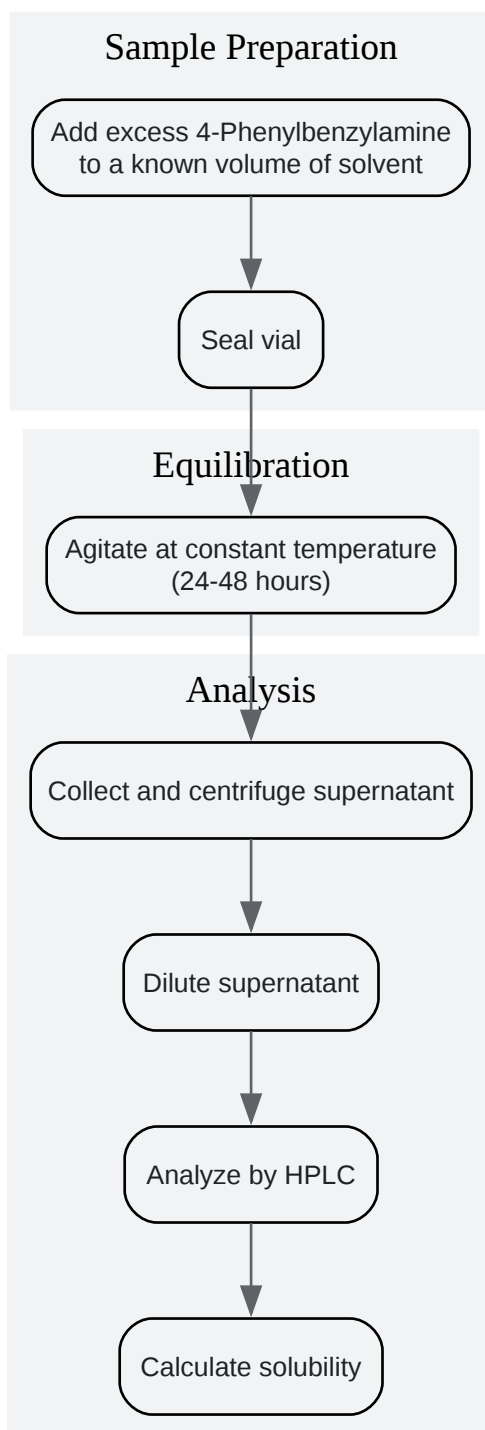 Sample Preparation
Add excess 4-Phenylbenzylamine
to a known volume of solvent
Seal vial
Equilibration
Agitate at constant temperature
(24-48 hours)
Analysis
Collect and centrifuge supernatant
Dilute supernatant
Analyze by HPLC
Calculate solubility